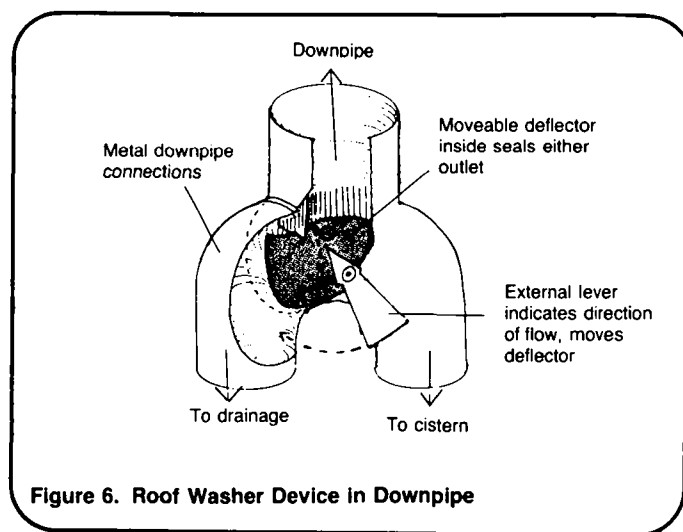 Downpipe
Metal downpipe
connections
Moveable deflector
inside seals either
outlet
External lever
indicates direction
of flow, moves
deflector
To drainage
To cistern
Figure 6. Roof Washer Device in Downpipe